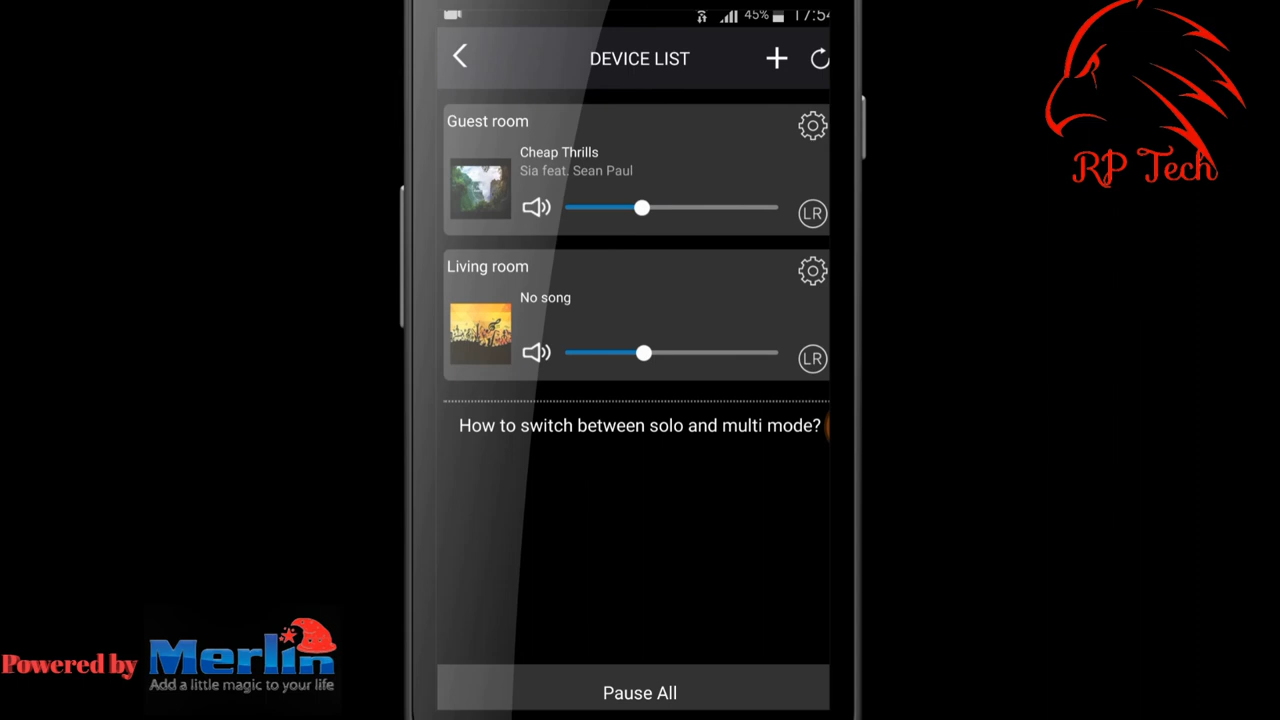 45% 17:54
DEVICE LIST
Guest room
Cheap Thrills
Sia feat. Sean Paul
LR
Living room
No song
LR
How to switch between solo and multi mode?
Pause All
RP Tech
Powered by Merlin
Add a little magic to your life